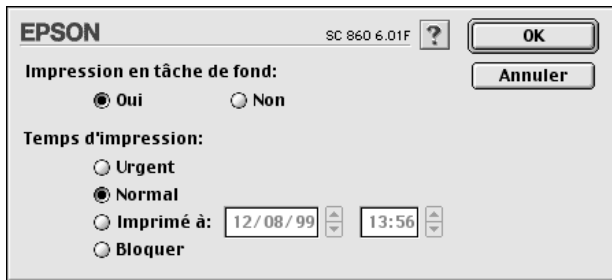 EPSON SC 860 6.01F ? OK
Annuler
Impression en tâche de fond:
Oui Non
Temps d'impression:
Urgent
Normal
Imprimé à: 12/08/99 13:56
Bloquer